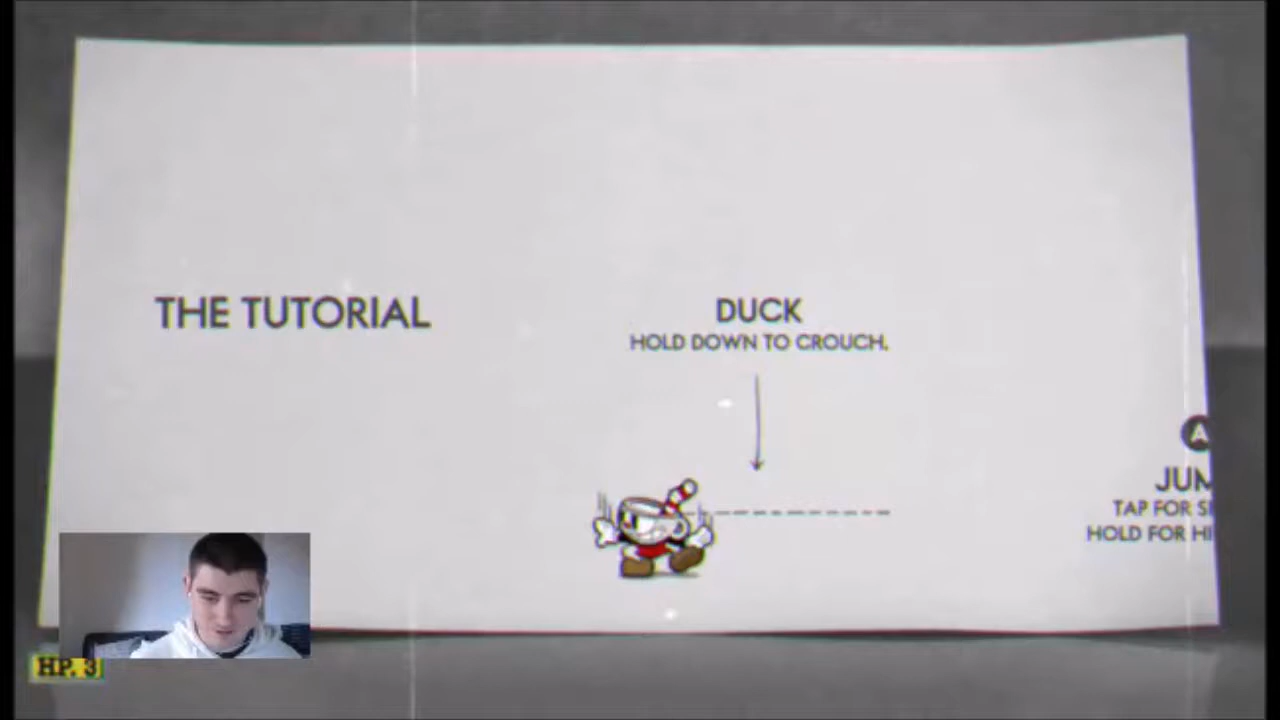 THE TUTORIAL
DUCK
HOLD DOWN TO CROUCH.
A
JUM
TAP FOR S
HOLD FOR HI
HP. 3